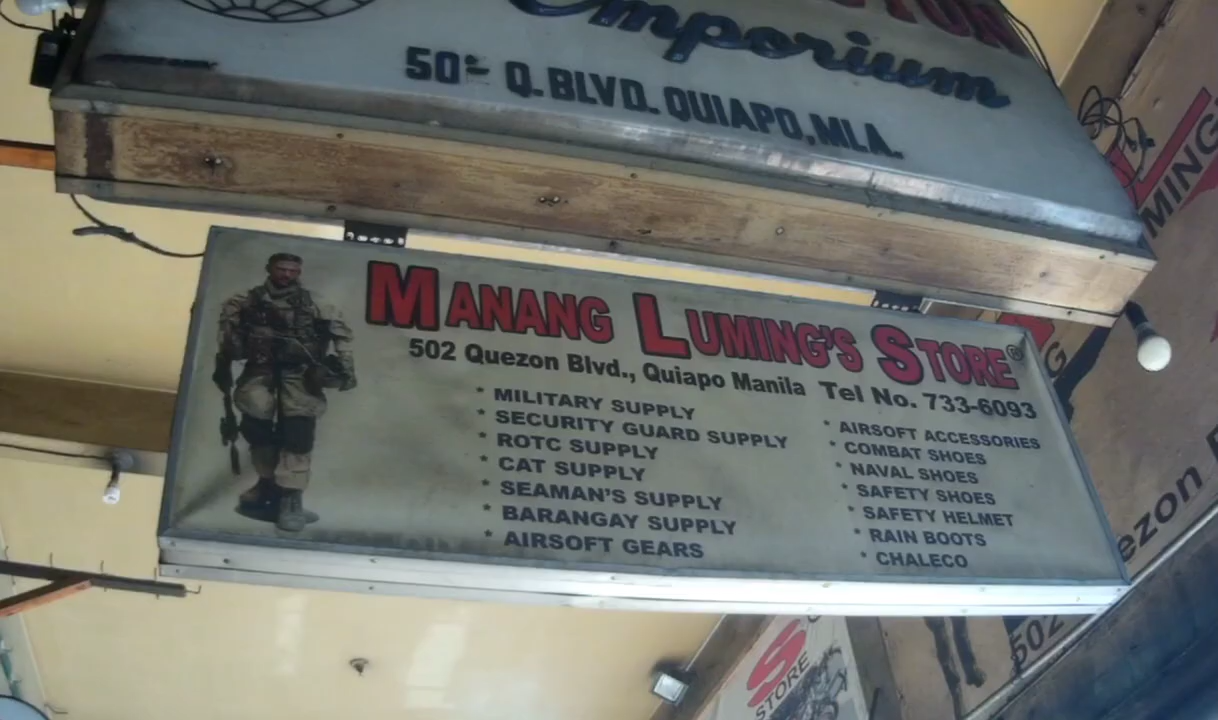 Emporium
Q. BLVD. QUIAPO, MLA.
MANANG LUMING'S STORE®
502 Quezon Blvd., Quiapo Manila Tel No. 733-6093
* MILITARY SUPPLY
* SECURITY GUARD SUPPLY
* ROTC SUPPLY
* CAT SUPPLY
* SEAMAN'S SUPPLY
* BARANGAY SUPPLY
* AIRSOFT GEARS
* AIRSOFT ACCESSORIES
* COMBAT SHOES
* NAVAL SHOES
* SAFETY SHOES
* SAFETY HELMET
* RAIN BOOTS
* CHALECO
STORE
502